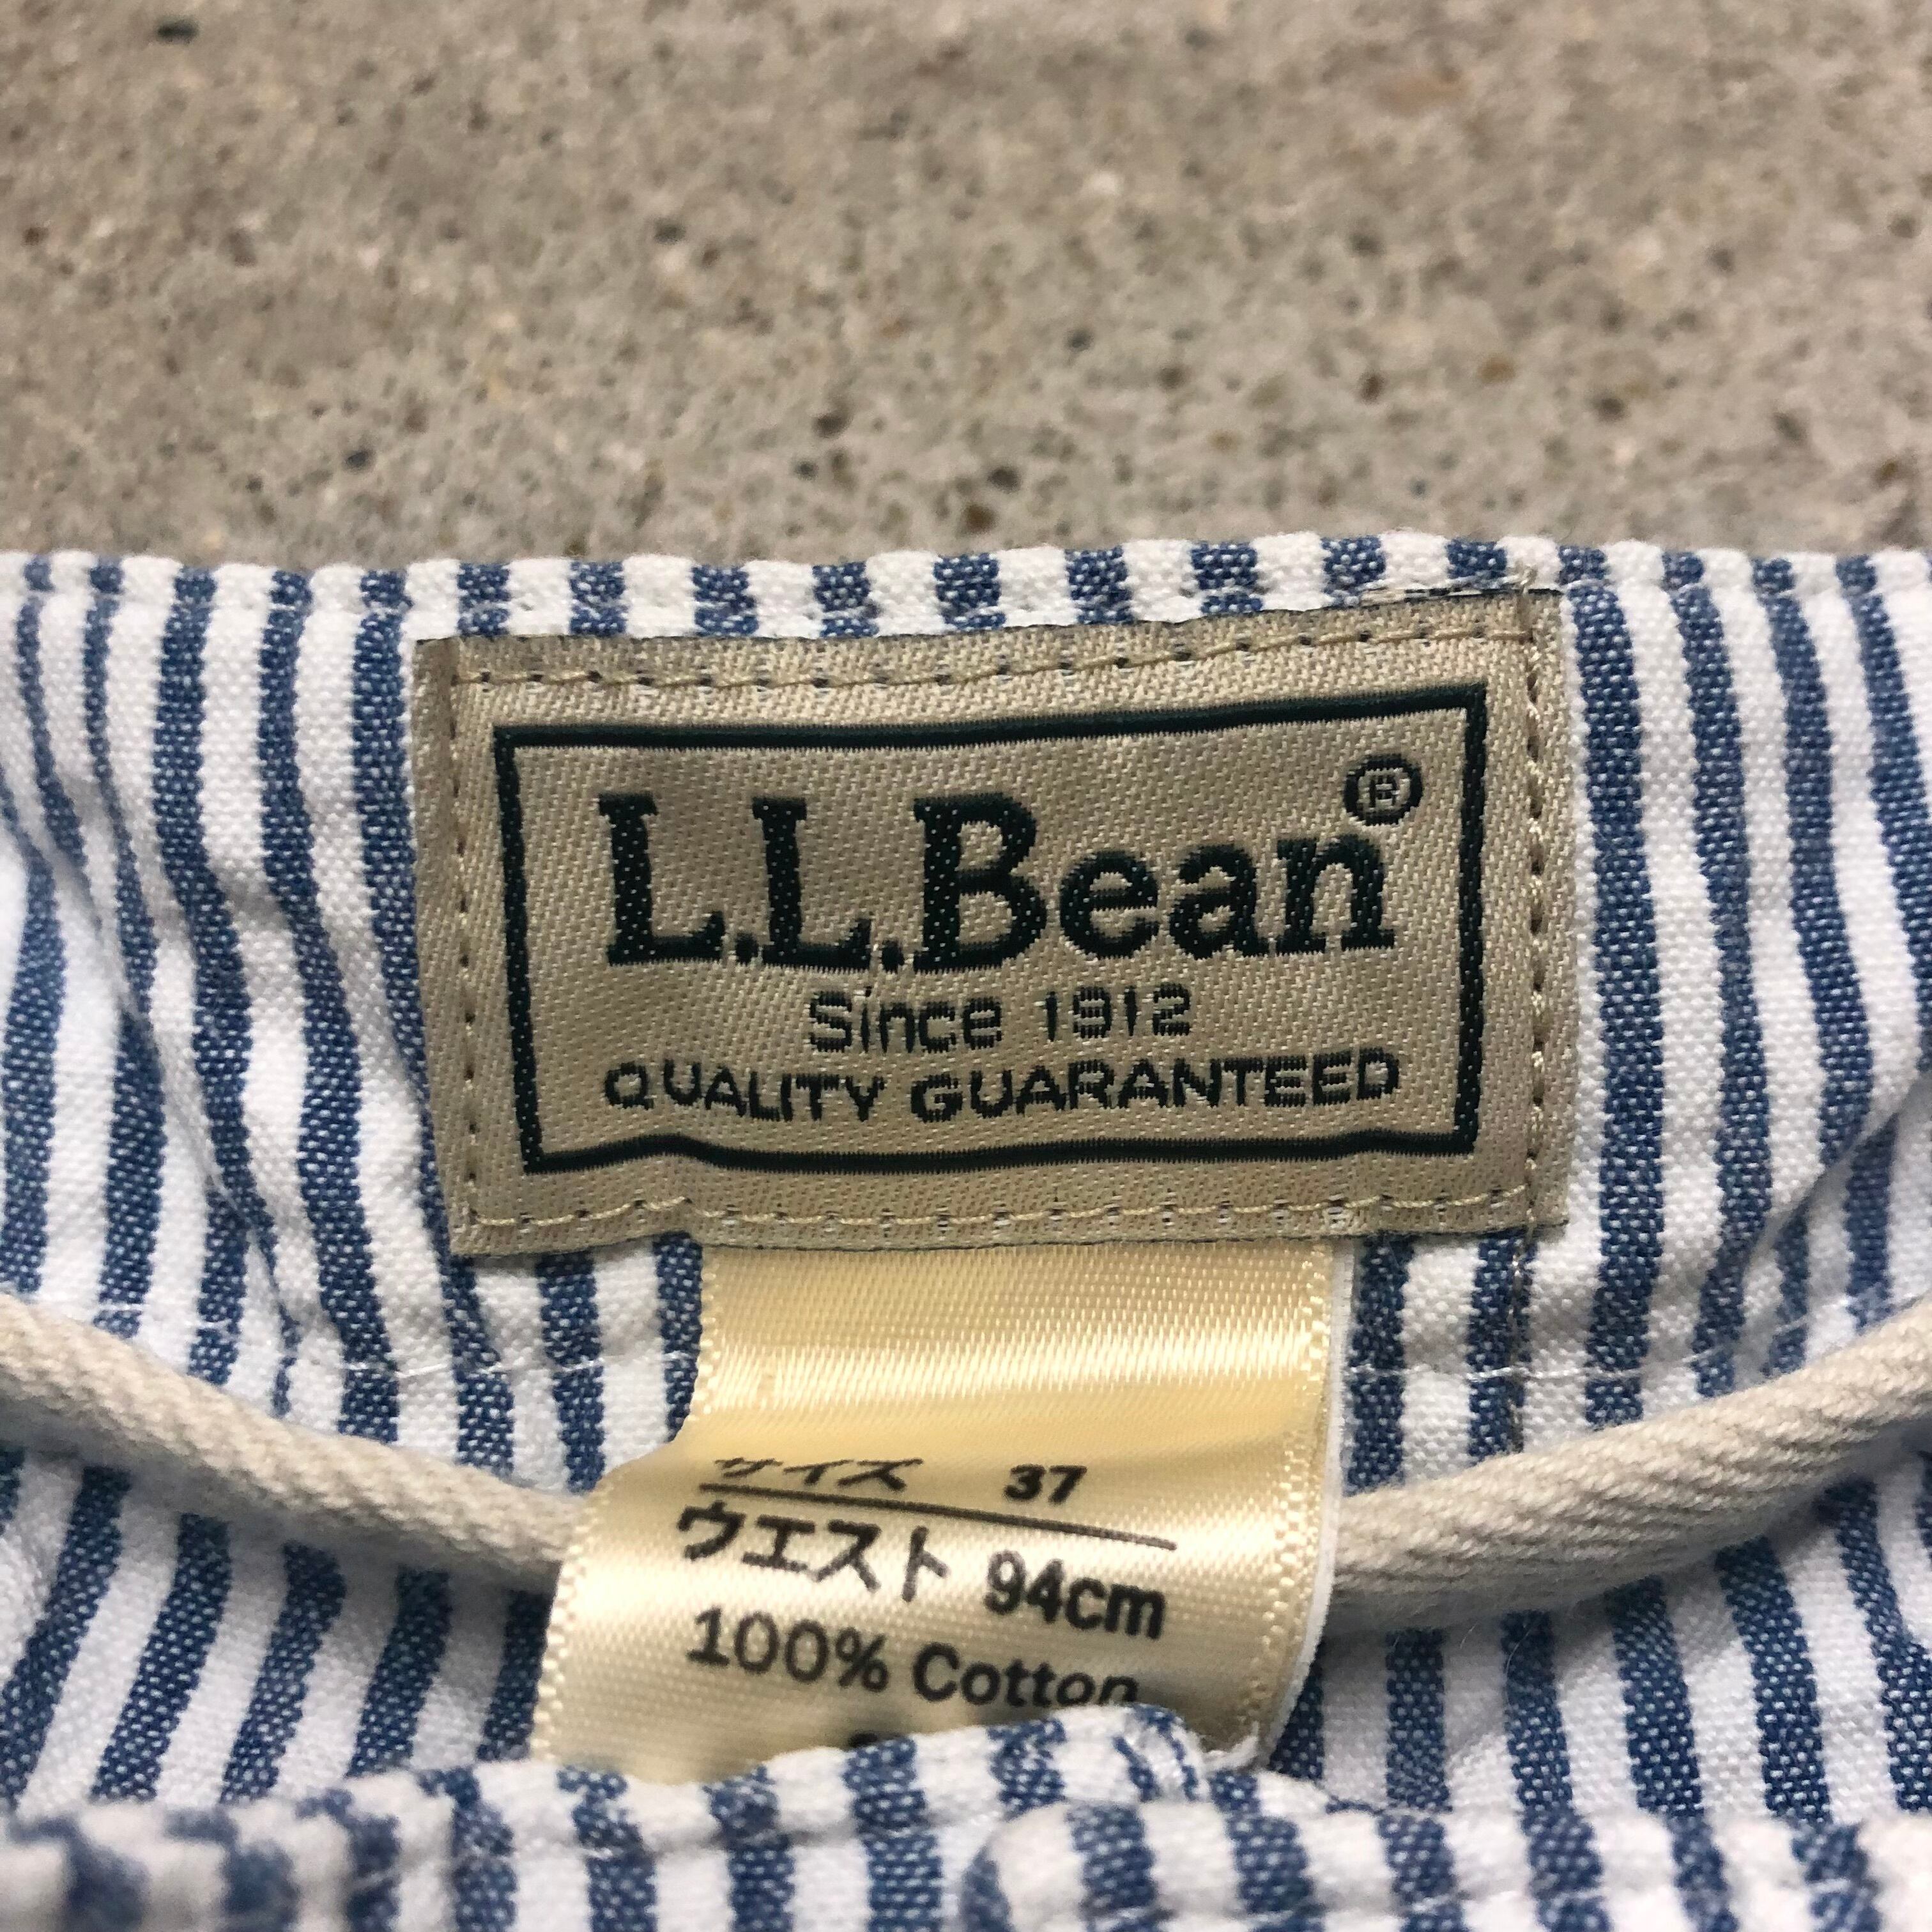 L.L.Bean®
Since 1912
QUALITY GUARANTEED
サイズ 37
ウエスト 94cm
100% Cotton